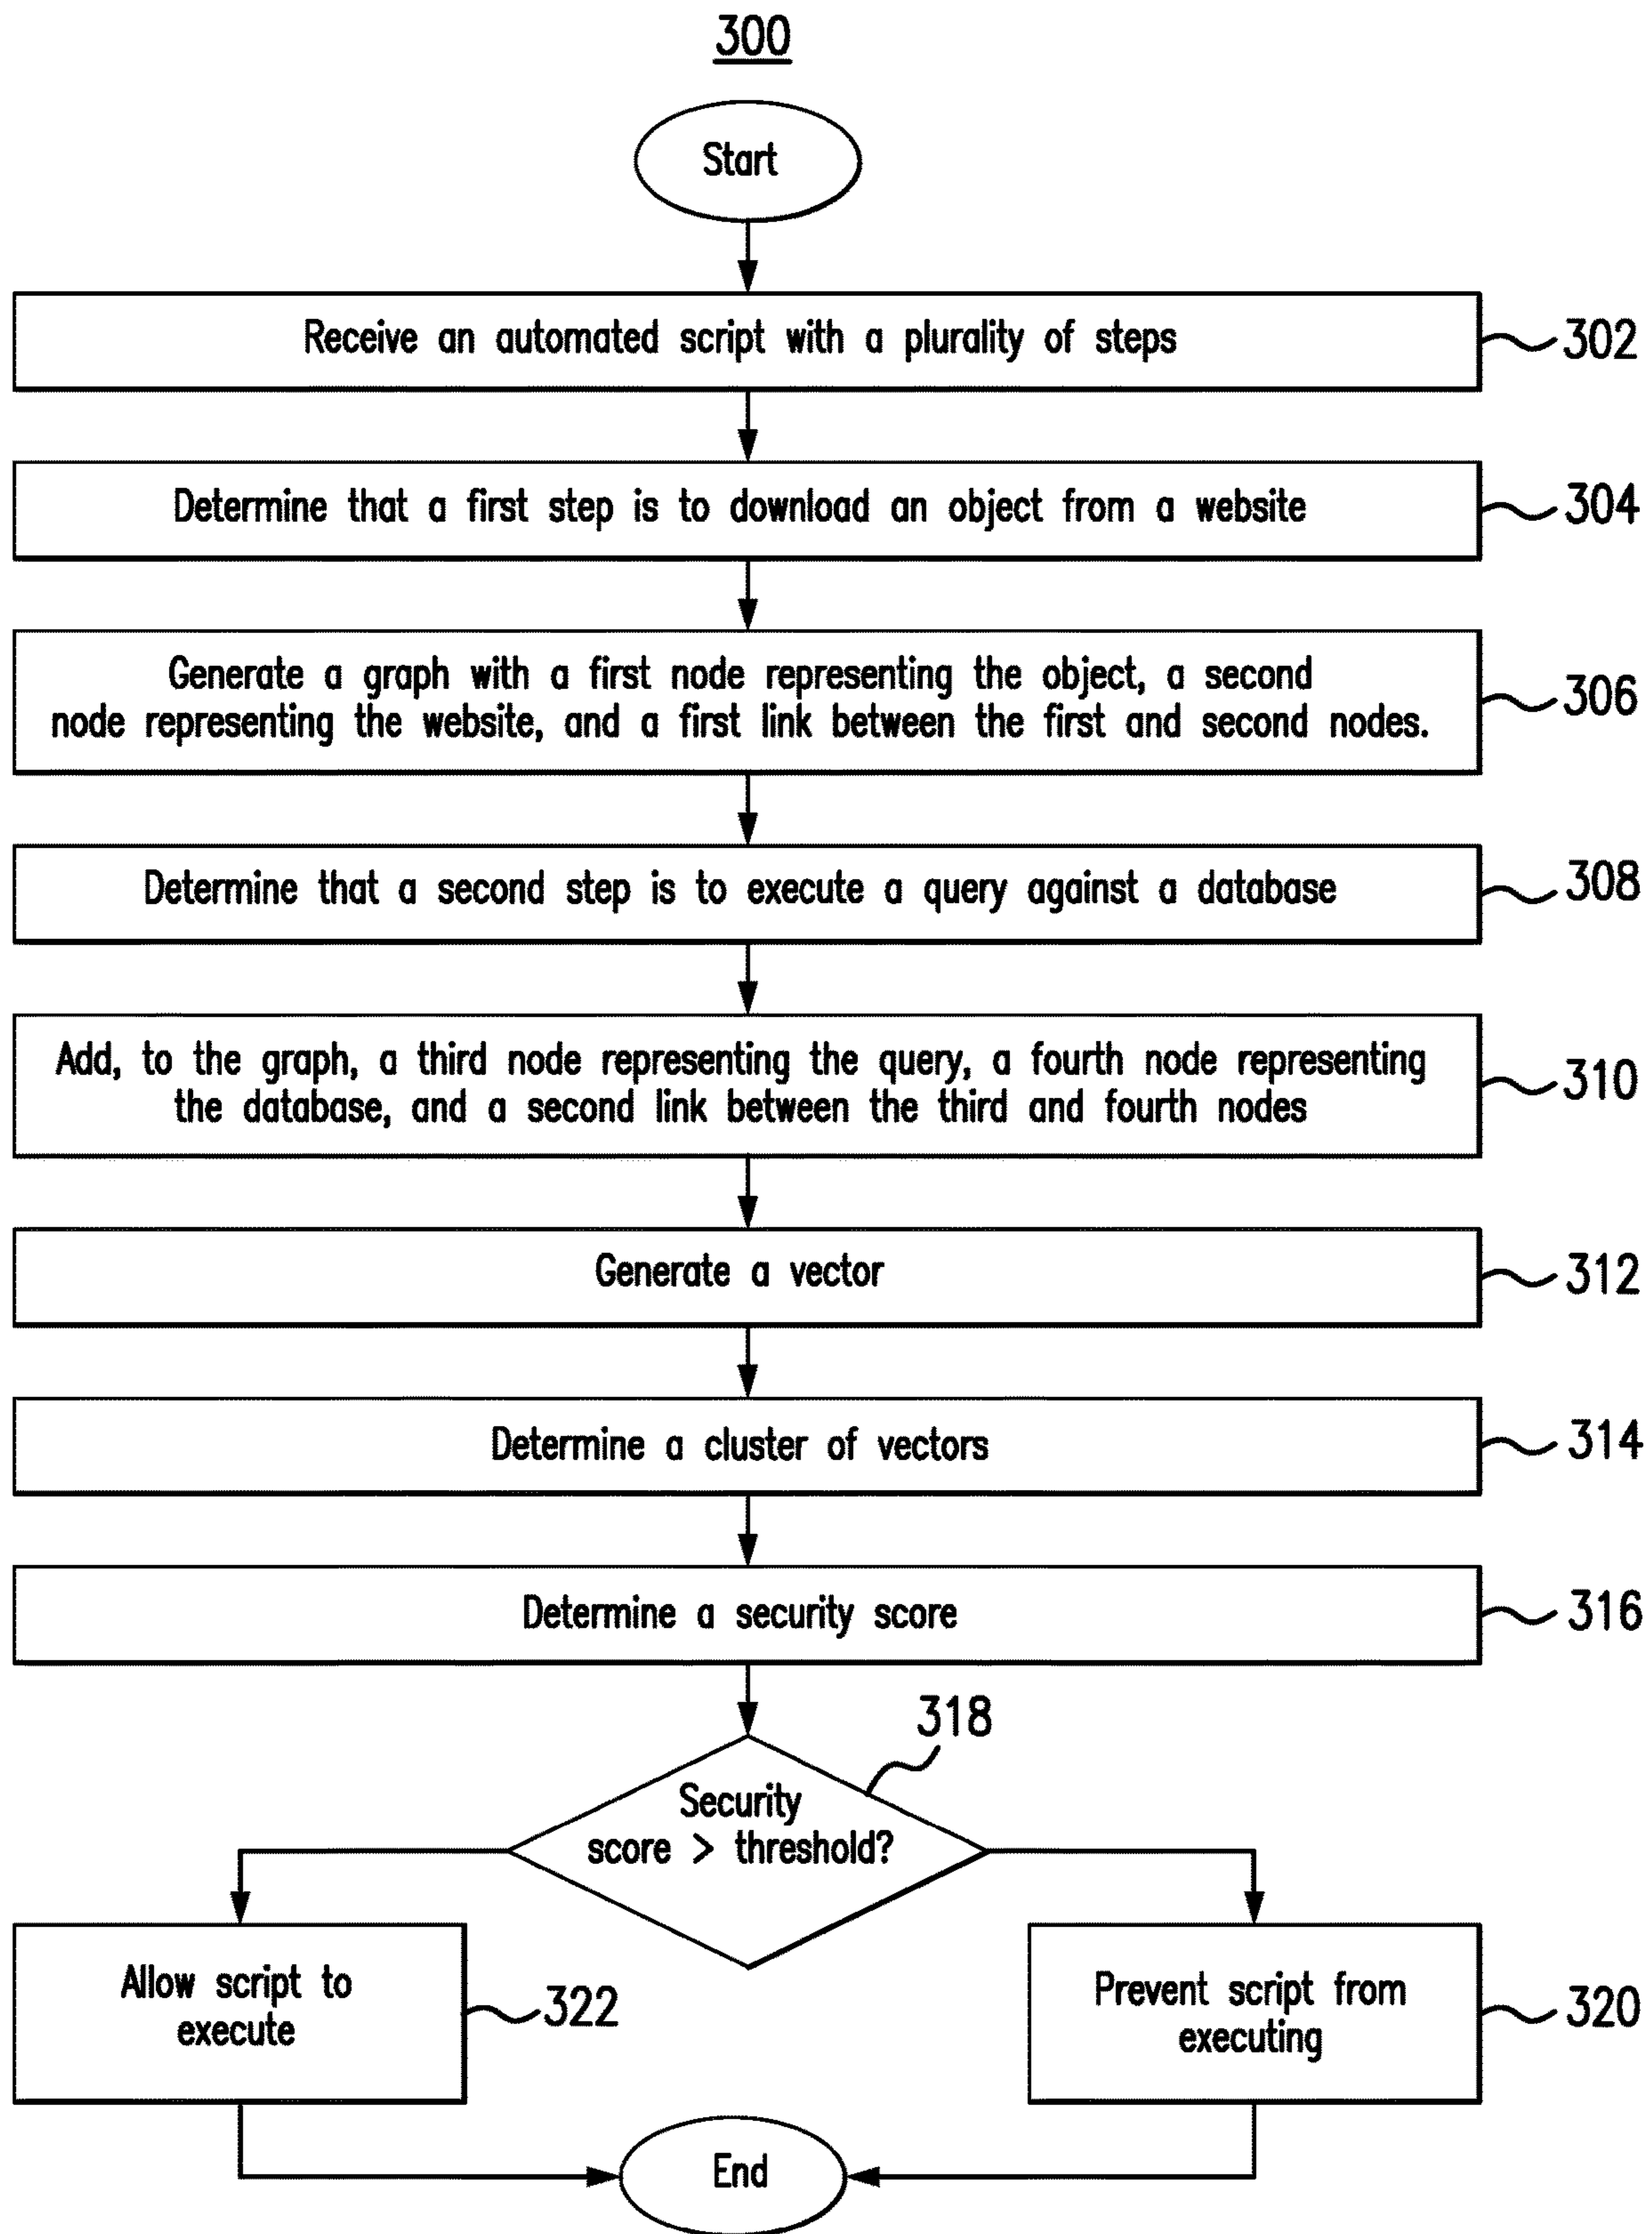 300
Start
Receive an automated script with a plurality of steps
302
Determine that a first step is to download an object from a website
304
Generate a graph with a first node representing the object, a second
node representing the website, and a first link between the first and second nodes.
306
Determine that a second step is to execute a query against a database
308
Add, to the graph, a third node representing the query, a fourth node representing
the database, and a second link between the third and fourth nodes
310
Generate a vector
312
Determine a cluster of vectors
314
Determine a security score
316
318
Security
score > threshold?
Allow script to
execute
322
Prevent script from
executing
320
End